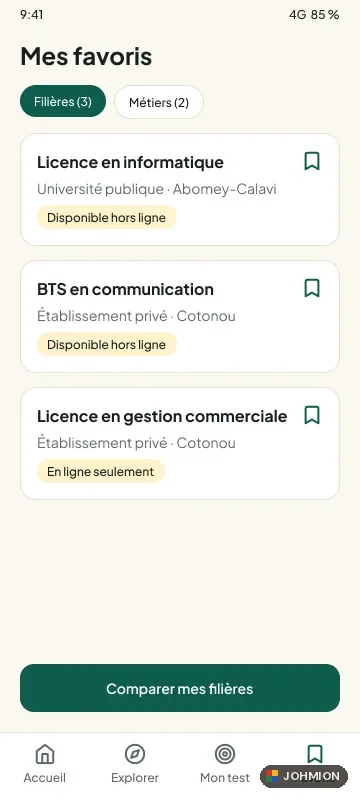 9:41
4G 85 %
Mes favoris
Filières (3)
Métiers (2)
Licence en informatique
Université publique · Abomey-Calavi
Disponible hors ligne
BTS en communication
Établissement privé · Cotonou
Disponible hors ligne
Licence en gestion commerciale
Établissement privé · Cotonou
En ligne seulement
Comparer mes filières
Accueil
Explorer
Mon test
JOHMION